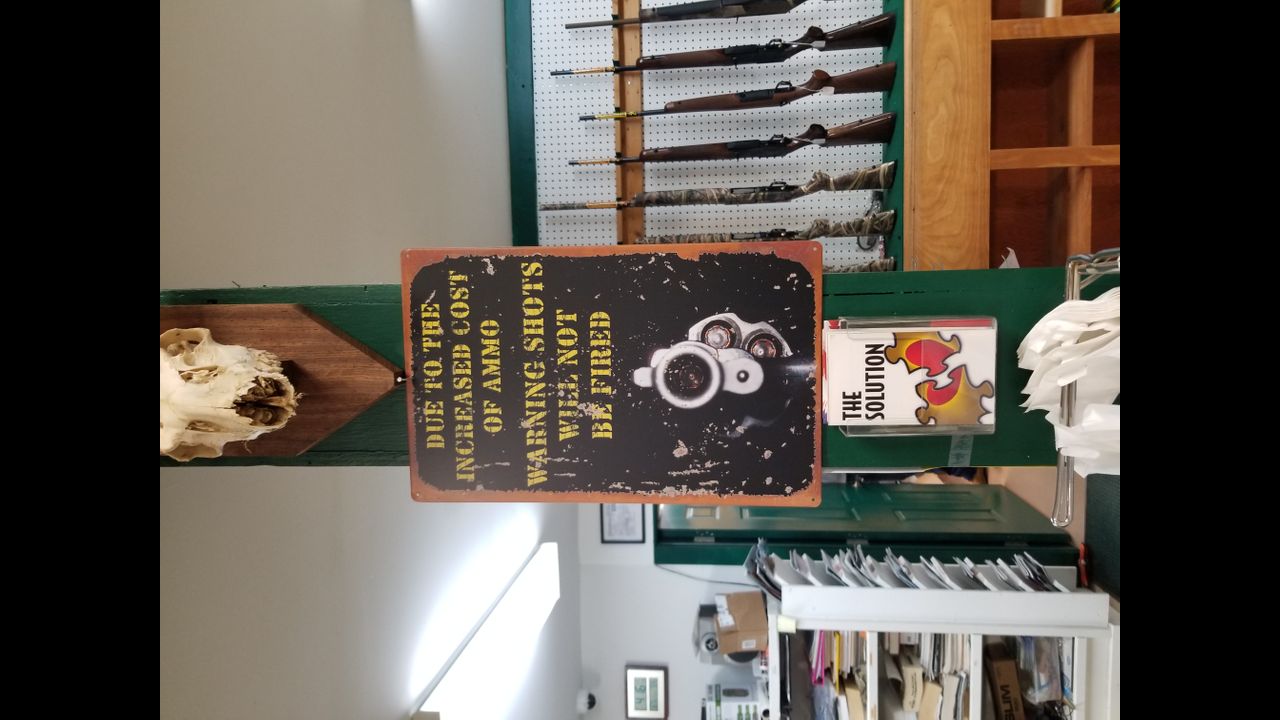 DUE TO THE
INCREASED COST
OF AMMO
WARNING SHOTS
WILL NOT
BE FIRED
THE
SOLUTION